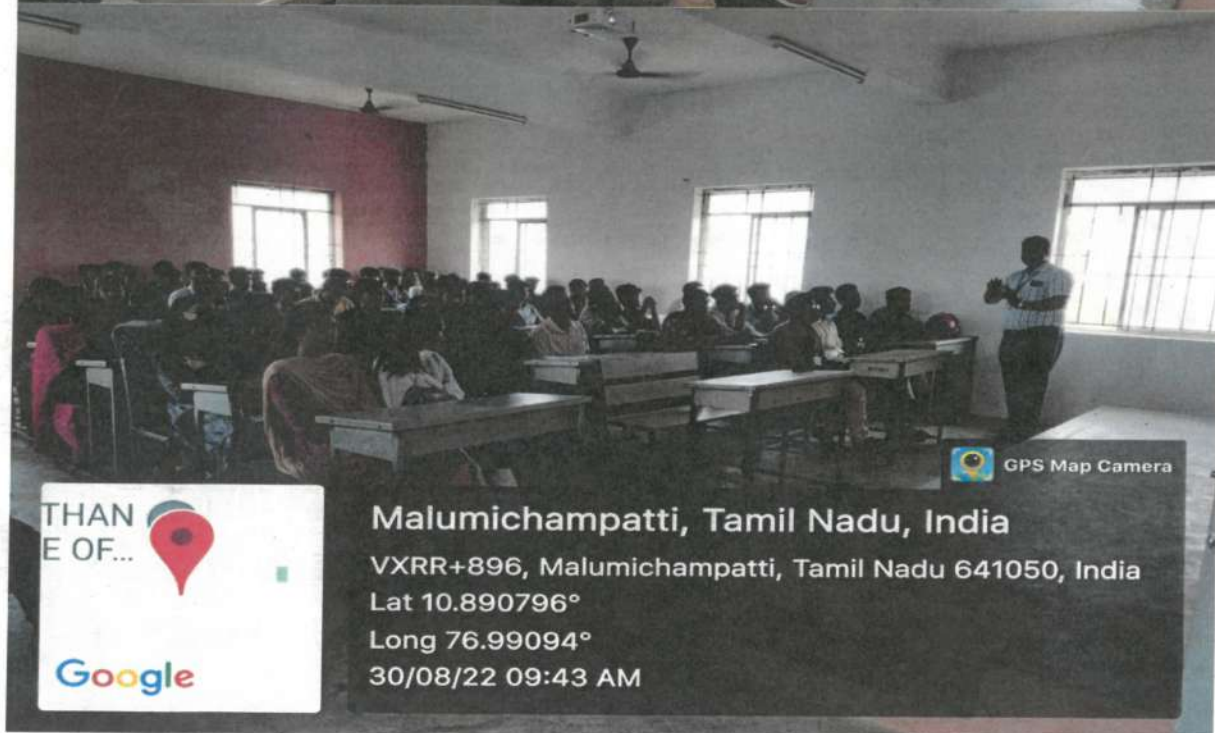 GPS Map Camera
THAN
E OF...
Google
Malumichampatti, Tamil Nadu, India
VXRR+896, Malumichampatti, Tamil Nadu 641050, India
Lat 10.890796°
Long 76.99094°
30/08/22 09:43 AM